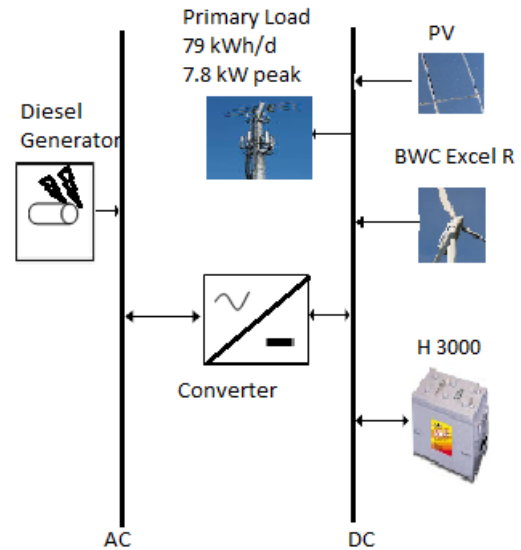 Primary Load
79 kWh/d
7.8 kW peak
PV
Diesel
Generator
BWC Excel R
H 3000
Converter
AC
DC